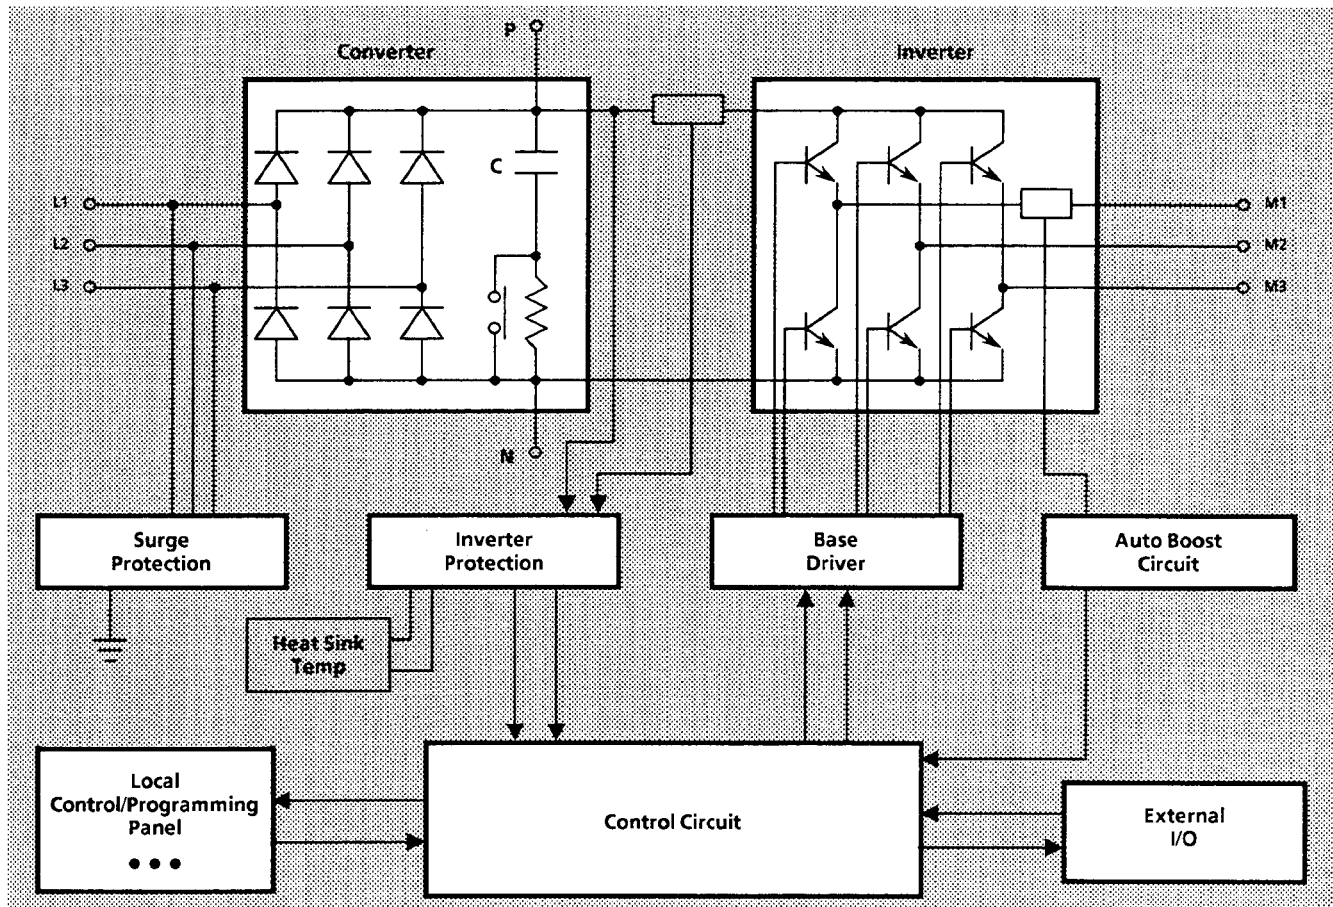 P
Converter
Inverter
C
L1
L2
L3
M1
M2
M3
N
Surge
Protection
Inverter
Protection
Base
Driver
Auto Boost
Circuit
Heat Sink
Temp
Local
Control/Programming
Panel
Control Circuit
External
I/O